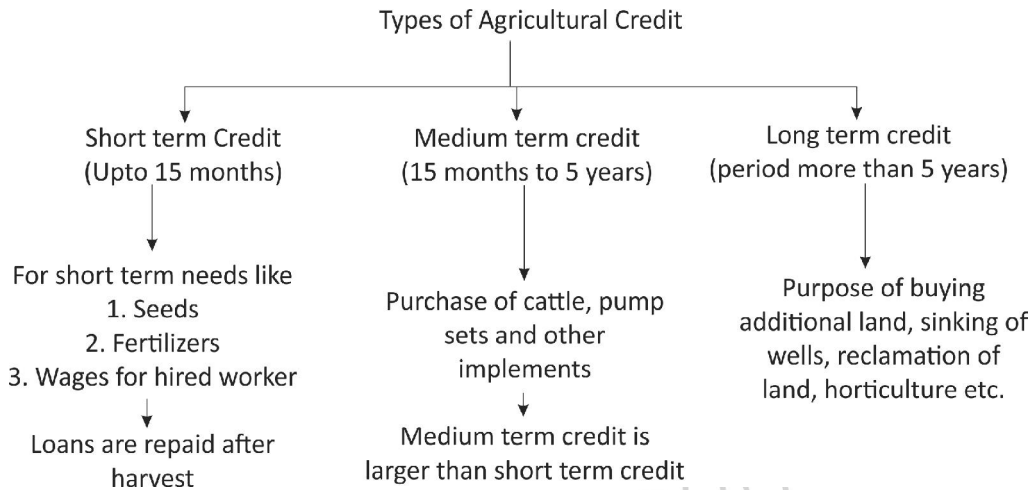 Types of Agricultural Credit
Short term Credit
(Upto 15 months)
For short term needs like
1. Seeds
2. Fertilizers
3. Wages for hired worker
Loans are repaid after
harvest
Medium term credit
(15 months to 5 years)
Purchase of cattle, pump
sets and other
implements
Medium term credit is
larger than short term credit
Long term credit
(period more than 5 years)
Purpose of buying
additional land, sinking of
wells, reclamation of
land, horticulture etc.